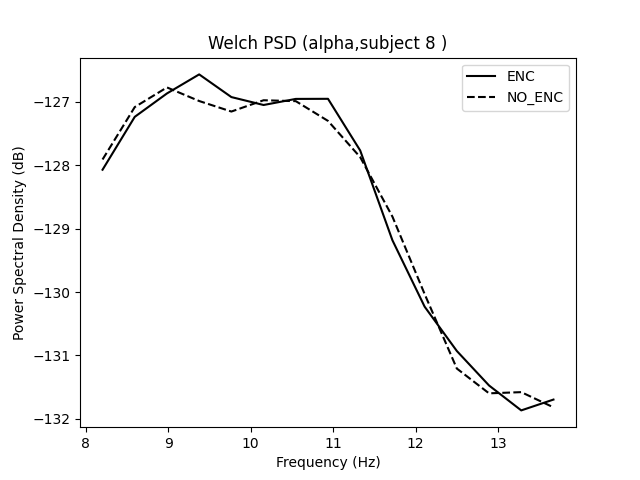 Welch PSD (alpha,subject 8 )
ENC
NO_ENC
−127
−128
−129
−130
−131
−132
Power Spectral Density (dB)
8 9 10 11 12 13
Frequency (Hz)